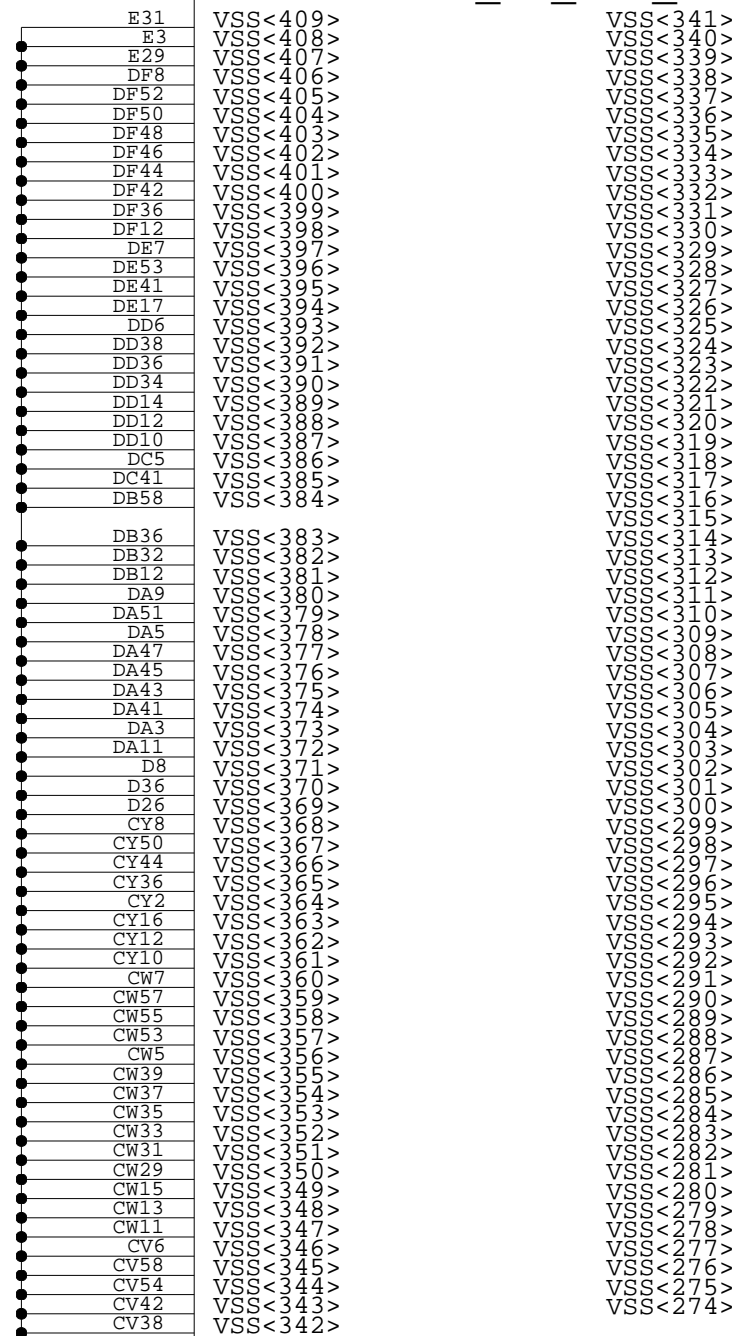 E31 VSS<409> VSS<341>
E3 VSS<408> VSS<340>
E29 VSS<407> VSS<339>
DF8 VSS<406> VSS<338>
DF52 VSS<405> VSS<337>
DF50 VSS<404> VSS<336>
DF48 VSS<403> VSS<335>
DF46 VSS<402> VSS<334>
DF44 VSS<401> VSS<333>
DF42 VSS<400> VSS<332>
DF36 VSS<399> VSS<331>
DF12 VSS<398> VSS<330>
DE7 VSS<397> VSS<329>
DE53 VSS<396> VSS<328>
DE41 VSS<395> VSS<327>
DE17 VSS<394> VSS<326>
DD6 VSS<393> VSS<325>
DD38 VSS<392> VSS<324>
DD36 VSS<391> VSS<323>
DD34 VSS<390> VSS<322>
DD14 VSS<389> VSS<321>
DD12 VSS<388> VSS<320>
DD10 VSS<387> VSS<319>
DC5 VSS<386> VSS<318>
DC41 VSS<385> VSS<317>
DB58 VSS<384> VSS<316>
VSS<315>
DB36 VSS<383> VSS<314>
DB32 VSS<382> VSS<313>
DB12 VSS<381> VSS<312>
DA9 VSS<380> VSS<311>
DA51 VSS<379> VSS<310>
DA5 VSS<378> VSS<309>
DA47 VSS<377> VSS<308>
DA45 VSS<376> VSS<307>
DA43 VSS<375> VSS<306>
DA41 VSS<374> VSS<305>
DA3 VSS<373> VSS<304>
DA11 VSS<372> VSS<303>
D8 VSS<371> VSS<302>
D36 VSS<370> VSS<301>
D26 VSS<369> VSS<300>
CY8 VSS<368> VSS<299>
CY50 VSS<367> VSS<298>
CY44 VSS<366> VSS<297>
CY36 VSS<365> VSS<296>
CY2 VSS<364> VSS<295>
CY16 VSS<363> VSS<294>
CY12 VSS<362> VSS<293>
CY10 VSS<361> VSS<292>
CW7 VSS<360> VSS<291>
CW57 VSS<359> VSS<290>
CW55 VSS<358> VSS<289>
CW53 VSS<357> VSS<288>
CW5 VSS<356> VSS<287>
CW39 VSS<355> VSS<286>
CW37 VSS<354> VSS<285>
CW35 VSS<353> VSS<284>
CW33 VSS<352> VSS<283>
CW31 VSS<351> VSS<282>
CW29 VSS<350> VSS<281>
CW15 VSS<349> VSS<280>
CW13 VSS<348> VSS<279>
CW11 VSS<347> VSS<278>
CV6 VSS<346> VSS<277>
CV58 VSS<345> VSS<276>
CV54 VSS<344> VSS<275>
CV42 VSS<343> VSS<274>
CV38 VSS<342>